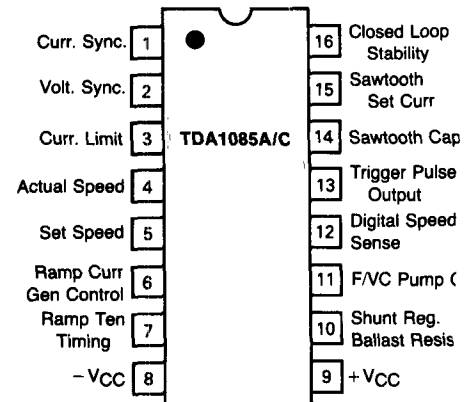 Curr. Sync. 1
Volt. Sync. 2
Curr. Limit 3
Actual Speed 4
Set Speed 5
Ramp Curr
Gen Control 6
Ramp Ten
Timing 7
−VCC 8
TDA1085A/C
16 Closed Loop
Stability
15 Sawtooth
Set Curr
14 Sawtooth Cap
13 Trigger Pulse
Output
12 Digital Speed
Sense
11 F/VC Pump
10 Shunt Reg.
Ballast Resis
9 +VCC